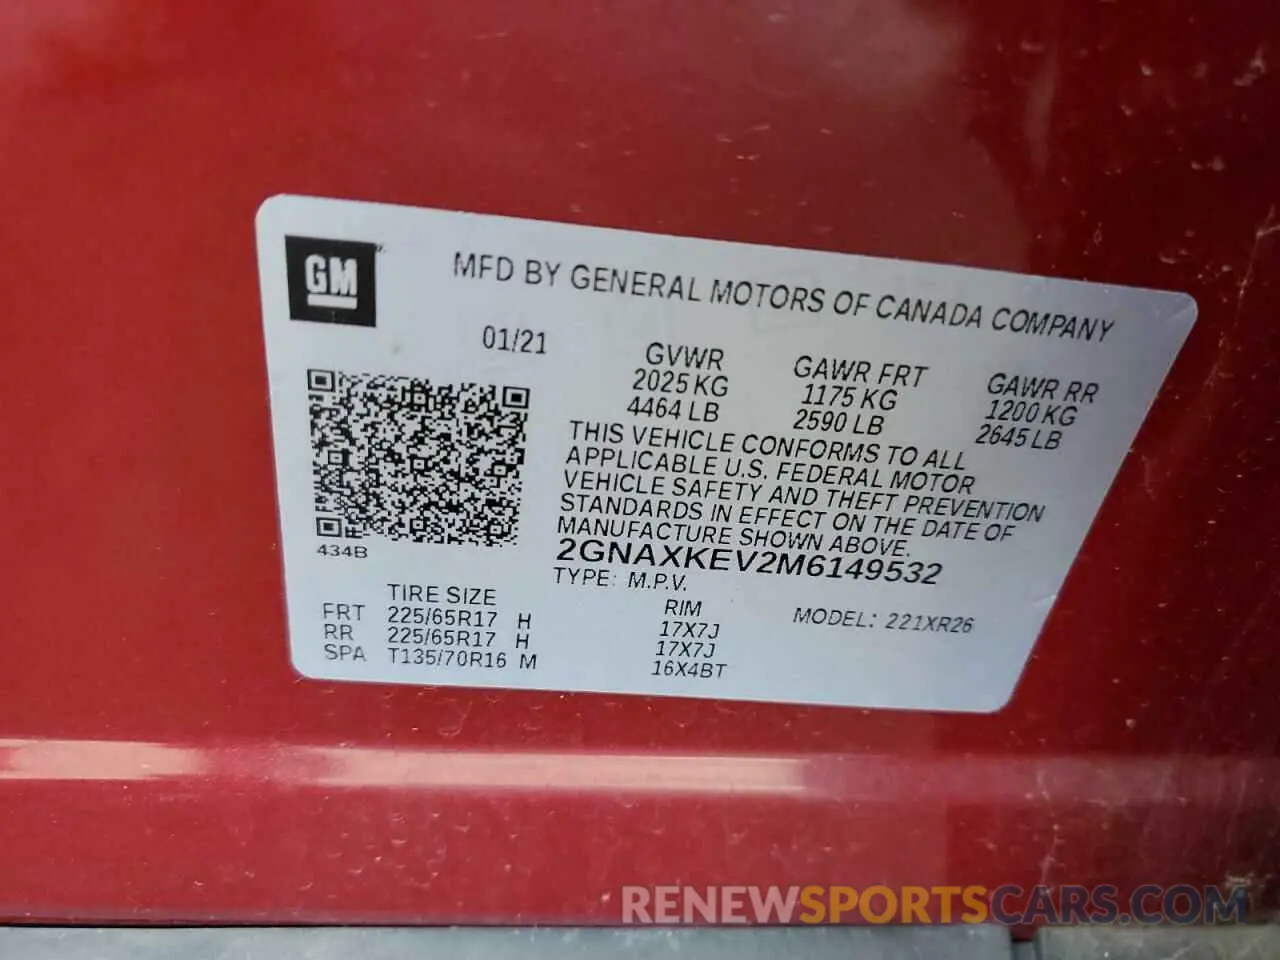 GM
MFD BY GENERAL MOTORS OF CANADA COMPANY
01/21
GVWR GAWR FRT GAWR RR
2025 KG 1175 KG 1200 KG
4464 LB 2590 LB 2645 LB
THIS VEHICLE CONFORMS TO ALL
APPLICABLE U.S. FEDERAL MOTOR
VEHICLE SAFETY AND THEFT PREVENTION
STANDARDS IN EFFECT ON THE DATE OF
MANUFACTURE SHOWN ABOVE.
434B
2GNAXKEV2M6149532
TYPE: M.P.V.
TIRE SIZE RIM MODEL: 221XR26
FRT 225/65R17 H 17X7J
RR 225/65R17 H 17X7J
SPA T135/70R16 M 16X4BT
RENEWSPORTSCARS.COM